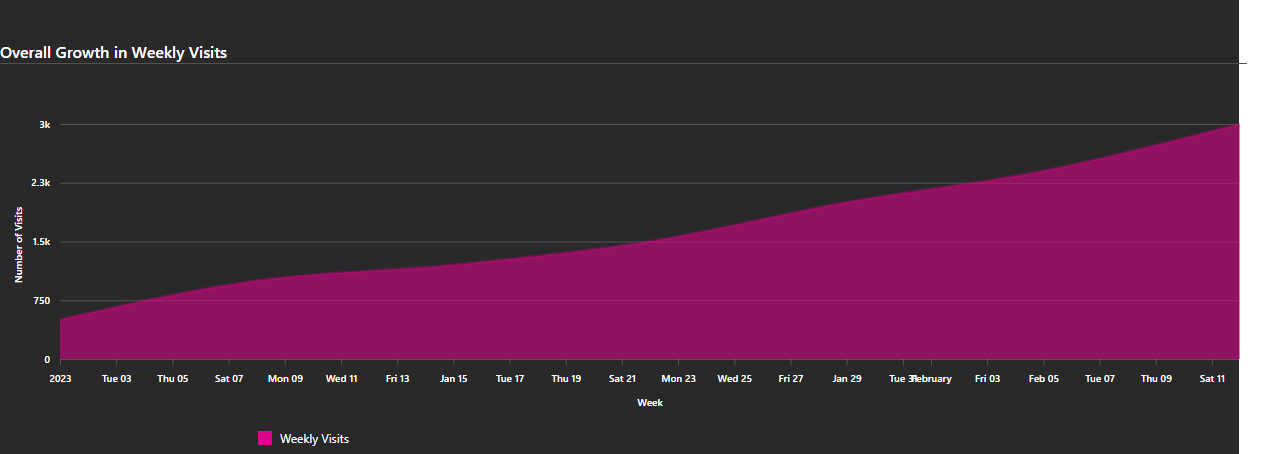 Overall Growth in Weekly Visits
3k
2.3k
1.5k
750
0
Number of Visits
2023 Tue 03 Thu 05 Sat 07 Mon 09 Wed 11 Fri 13 Jan 15 Tue 17 Thu 19 Sat 21 Mon 23 Wed 25 Fri 27 Jan 29 Tue 31 February Fri 03 Feb 05 Tue 07 Thu 09 Sat 11
Week
Weekly Visits